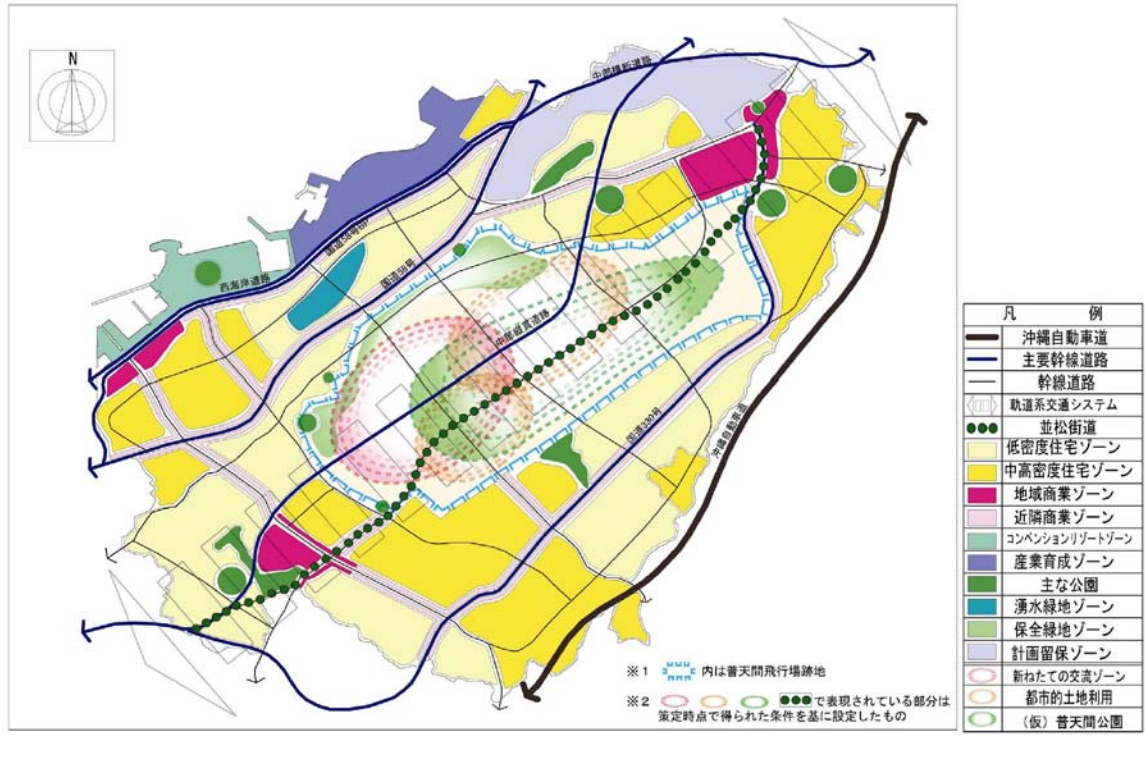 N
中部横断道路
国道58号BP
国道58号
西海岸道路
中部縦貫道路
国道330号
沖縄自動車道
※1 内は普天間飛行場跡地
※2 で表現されている部分は
策定時点で得られた条件を基に設定したもの
凡 例
沖縄自動車道
主要幹線道路
幹線道路
軌道系交通システム
並松街道
低密度住宅ゾーン
中高密度住宅ゾーン
地域商業ゾーン
近隣商業ゾーン
コンベンションリゾートゾーン
産業育成ゾーン
主な公園
湧水緑地ゾーン
保全緑地ゾーン
計画留保ゾーン
新ねたての交流ゾーン
都市的土地利用
(仮)普天間公園